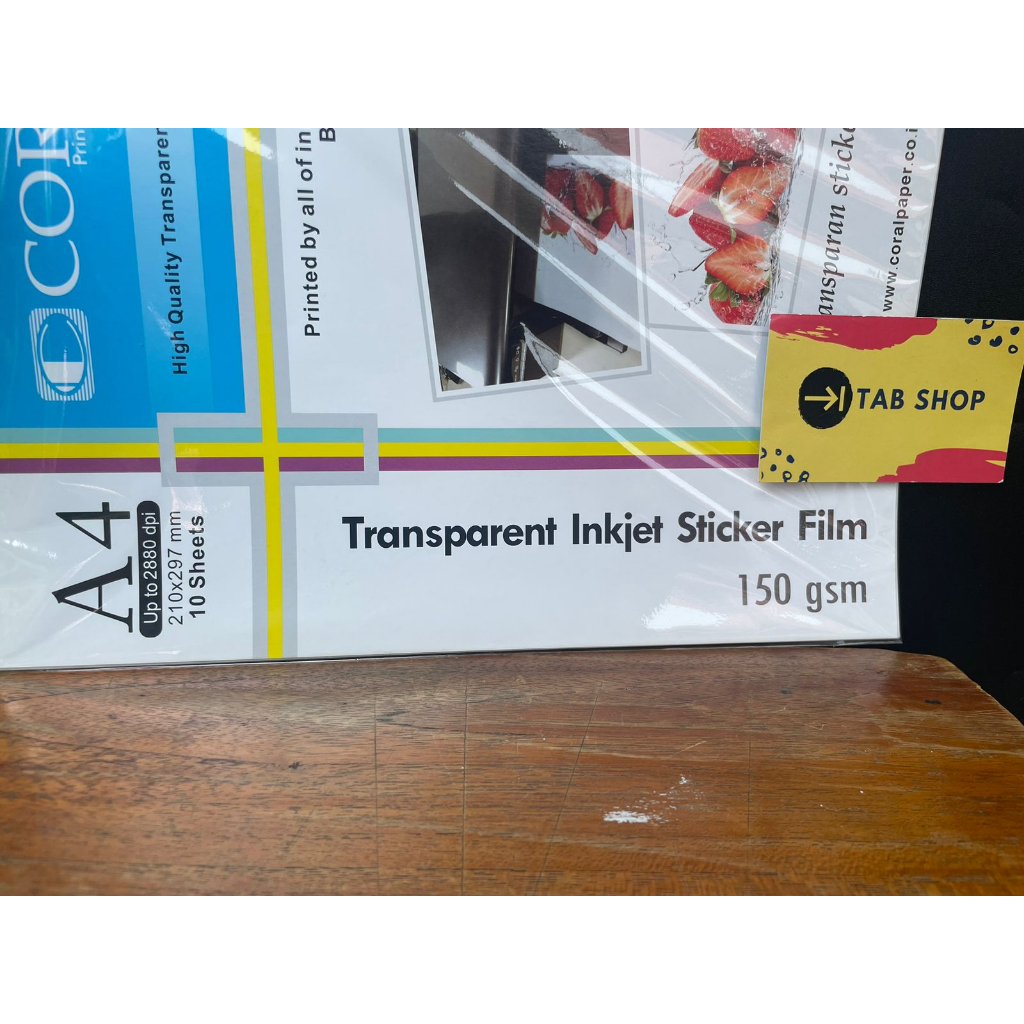 COR
Prin
High Quality Transparen
Printed by all of in
B
ansparan sticke
www.coralpaper.co.i
TAB SHOP
A4
Up to 2880 dpi
210x297 mm
10 Sheets
Transparent Inkjet Sticker Film
150 gsm